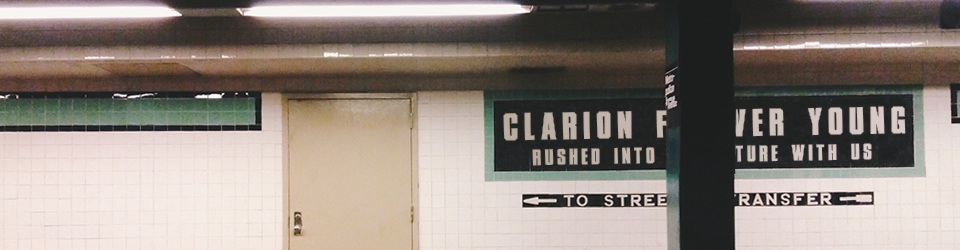 CLARION F VER YOUNG
RUSHED INTO TURE WITH US
TO STREE RANSFER